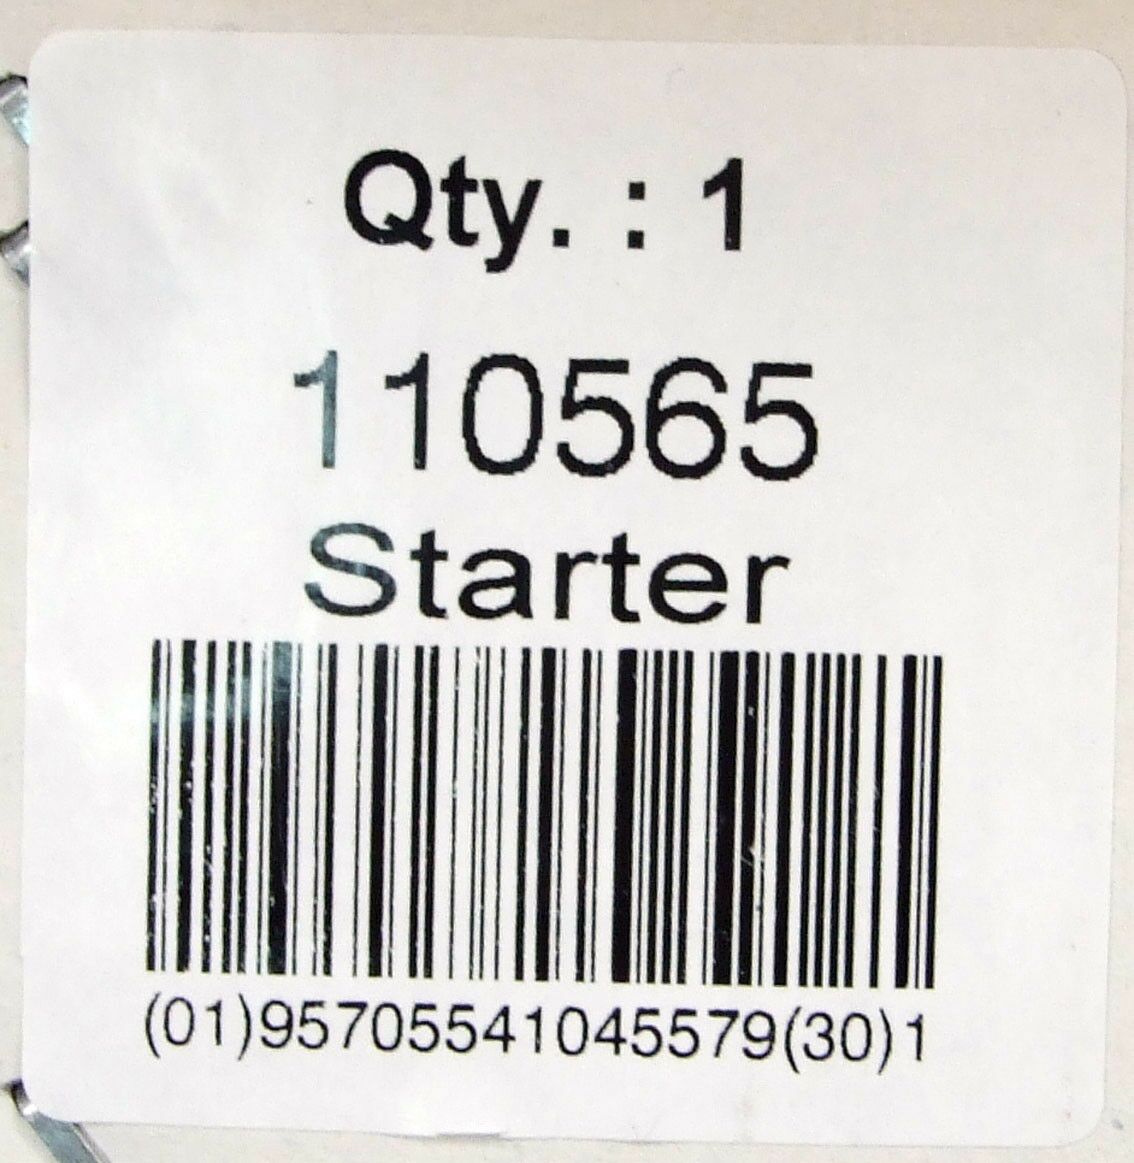 Qty. : 1
110565
Starter
(01)95705541045579(30)1